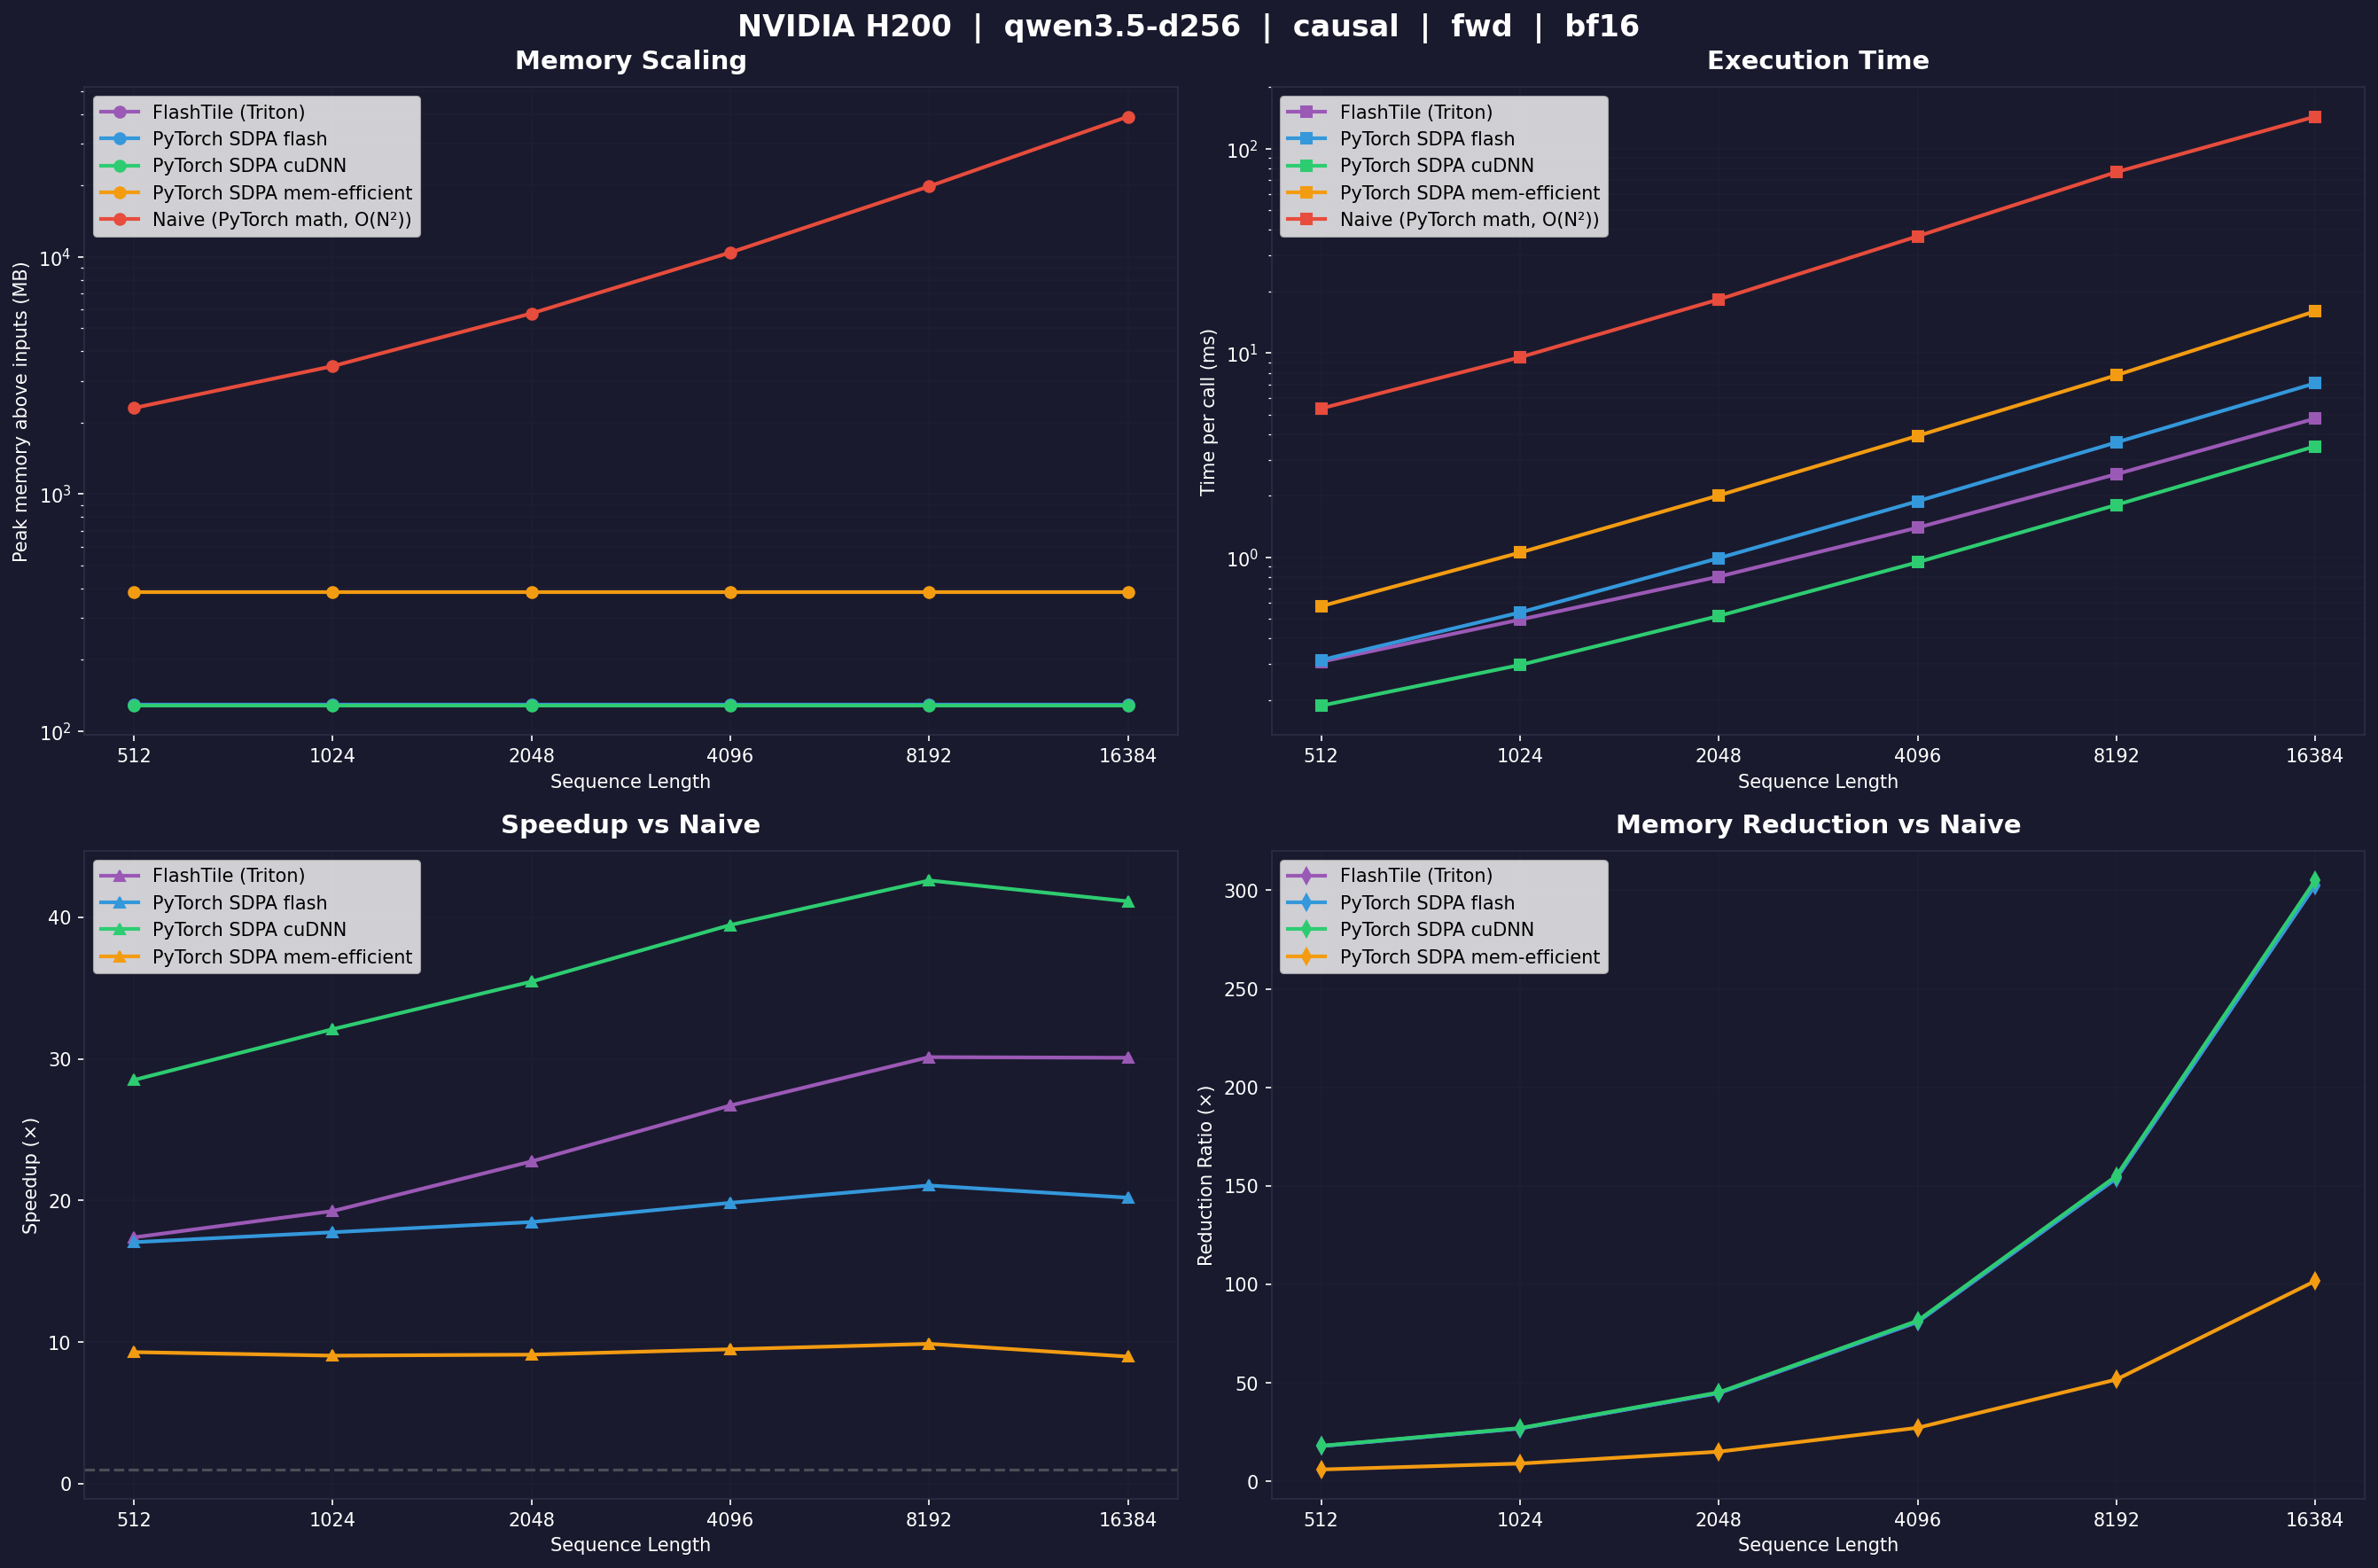 NVIDIA H200 | qwen3.5-d256 | causal | fwd | bf16
Memory Scaling
FlashTile (Triton)
PyTorch SDPA flash
PyTorch SDPA cuDNN
PyTorch SDPA mem-efficient
Naive (PyTorch math, O(N²))
Peak memory above inputs (MB)
10⁴
10³
10²
512 1024 2048 4096 8192 16384
Sequence Length
Execution Time
FlashTile (Triton)
PyTorch SDPA flash
PyTorch SDPA cuDNN
PyTorch SDPA mem-efficient
Naive (PyTorch math, O(N²))
Time per call (ms)
10²
10¹
10⁰
512 1024 2048 4096 8192 16384
Sequence Length
Speedup vs Naive
FlashTile (Triton)
PyTorch SDPA flash
PyTorch SDPA cuDNN
PyTorch SDPA mem-efficient
Speedup (×)
40
30
20
10
0
512 1024 2048 4096 8192 16384
Sequence Length
Memory Reduction vs Naive
FlashTile (Triton)
PyTorch SDPA flash
PyTorch SDPA cuDNN
PyTorch SDPA mem-efficient
Reduction Ratio (×)
300
250
200
150
100
50
0
512 1024 2048 4096 8192 16384
Sequence Length